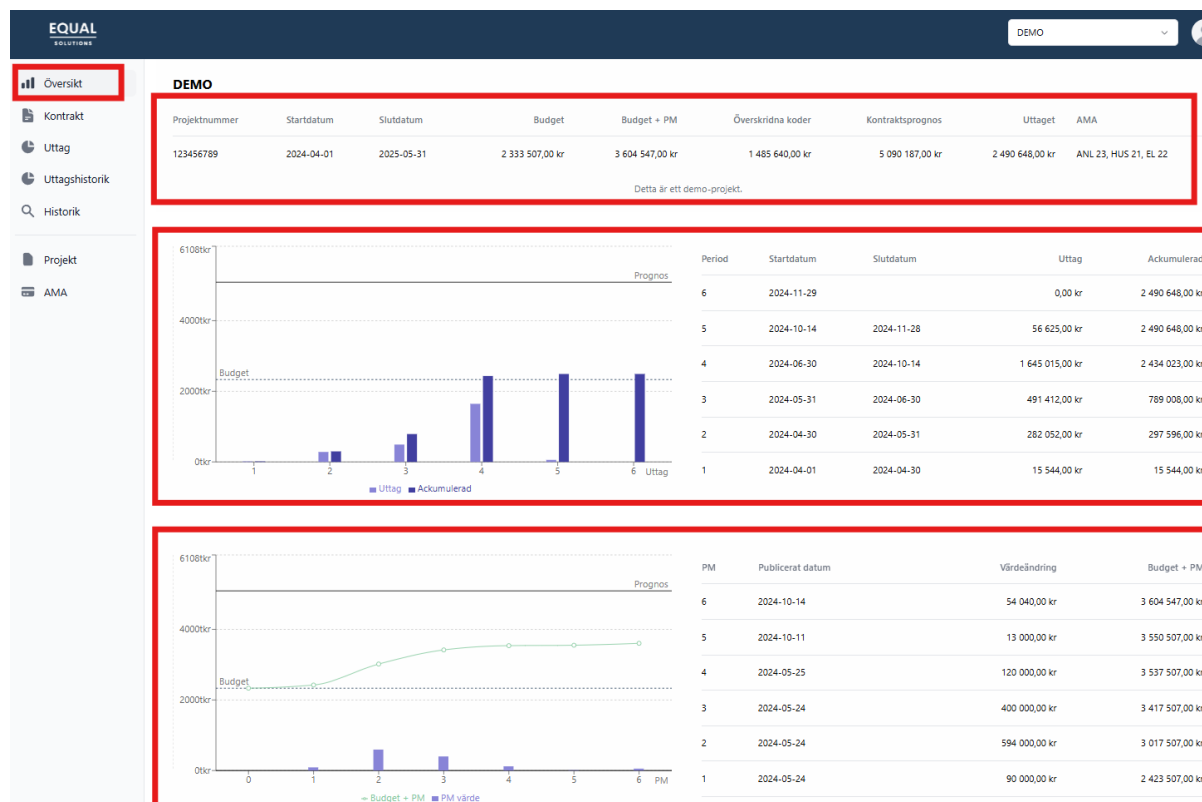 EQUAL
SOLUTIONS
DEMO
Översikt
Kontrakt
Uttag
Uttagshistorik
Historik
Projekt
AMA
DEMO
Projektnummer Startdatum Slutdatum Budget Budget + PM Överskridna koder Kontraktsprognos Uttaget AMA
123456789 2024-04-01 2025-05-31 2 333 507,00 kr 3 604 547,00 kr 1 485 640,00 kr 5 090 187,00 kr 2 490 648,00 kr ANL 23, HUS 21, EL 22
Detta är ett demo-projekt.
6108tkr
Prognos
4000tkr
Budget
2000tkr
0tkr
1 2 3 4 5 6 Uttag
Uttag Ackumulerad
Period Startdatum Slutdatum Uttag Ackumulerad
6 2024-11-29 0,00 kr 2 490 648,00 kr
5 2024-10-14 2024-11-28 56 625,00 kr 2 490 648,00 kr
4 2024-06-30 2024-10-14 1 645 015,00 kr 2 434 023,00 kr
3 2024-05-31 2024-06-30 491 412,00 kr 789 008,00 kr
2 2024-04-30 2024-05-31 282 052,00 kr 297 596,00 kr
1 2024-04-01 2024-04-30 15 544,00 kr 15 544,00 kr
6108tkr
Prognos
4000tkr
Budget
2000tkr
0tkr
0 1 2 3 4 5 6 PM
Budget + PM PM värde
PM Publicerat datum Värdeändring Budget + PM
6 2024-10-14 54 040,00 kr 3 604 547,00 kr
5 2024-10-11 13 000,00 kr 3 550 507,00 kr
4 2024-05-25 120 000,00 kr 3 537 507,00 kr
3 2024-05-24 400 000,00 kr 3 417 507,00 kr
2 2024-05-24 594 000,00 kr 3 017 507,00 kr
1 2024-05-24 90 000,00 kr 2 423 507,00 kr